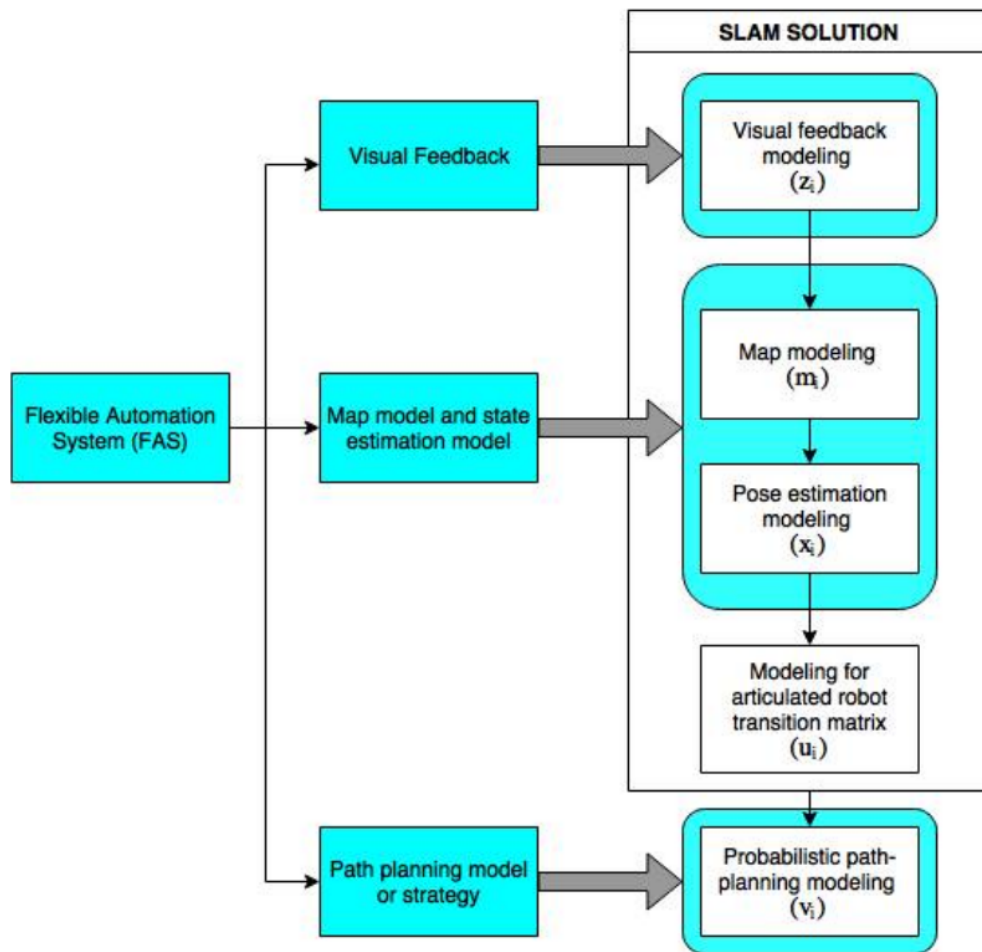 SLAM SOLUTION
Visual Feedback
Visual feedback
modeling
(zᵢ)
Flexible Automation
System (FAS)
Map model and state
estimation model
Map modeling
(mᵢ)
Pose estimation
modeling
(xᵢ)
Modeling for
articulated robot
transition matrix
(uᵢ)
Path planning model
or strategy
Probabilistic path-
planning modeling
(vᵢ)